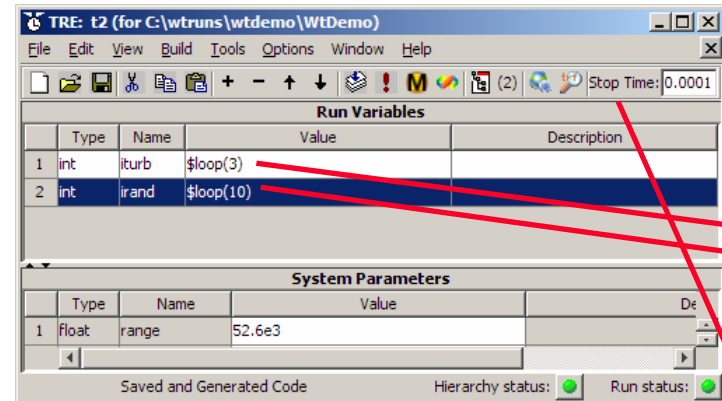 TRE: t2 (for C:\wtruns\wtdemo\WtDemo)
File Edit View Build Tools Options Window Help
(2) Stop Time: 0.0001
Run Variables
Type Name Value Description
1 int iturb $loop(3)
2 int irand $loop(10)
System Parameters
Type Name Value De
1 float range 52.6e3
Saved and Generated Code Hierarchy status: Run status: